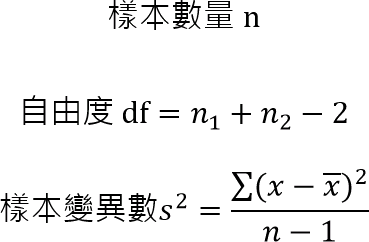 樣本數量 n
自由度 df = n₁ + n₂ − 2
樣本變異數s² = ∑(x − x̅)² / n − 1